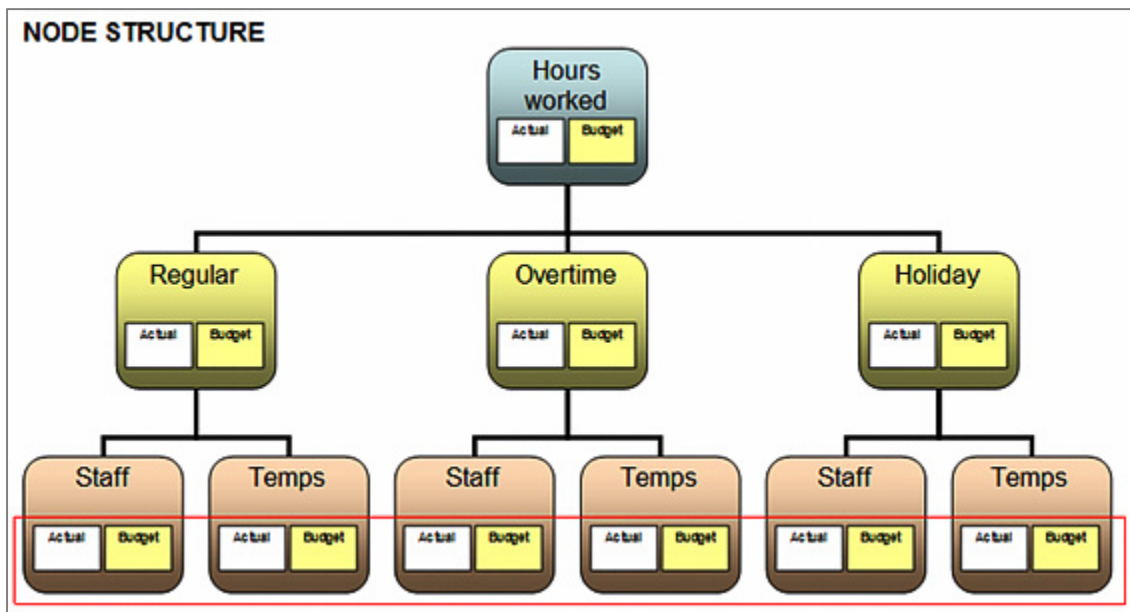 NODE STRUCTURE
Hours
worked
Actual Budget
Regular Overtime Holiday
Actual Budget Actual Budget Actual Budget
Staff Temps Staff Temps Staff Temps
Actual Budget Actual Budget Actual Budget Actual Budget Actual Budget Actual Budget